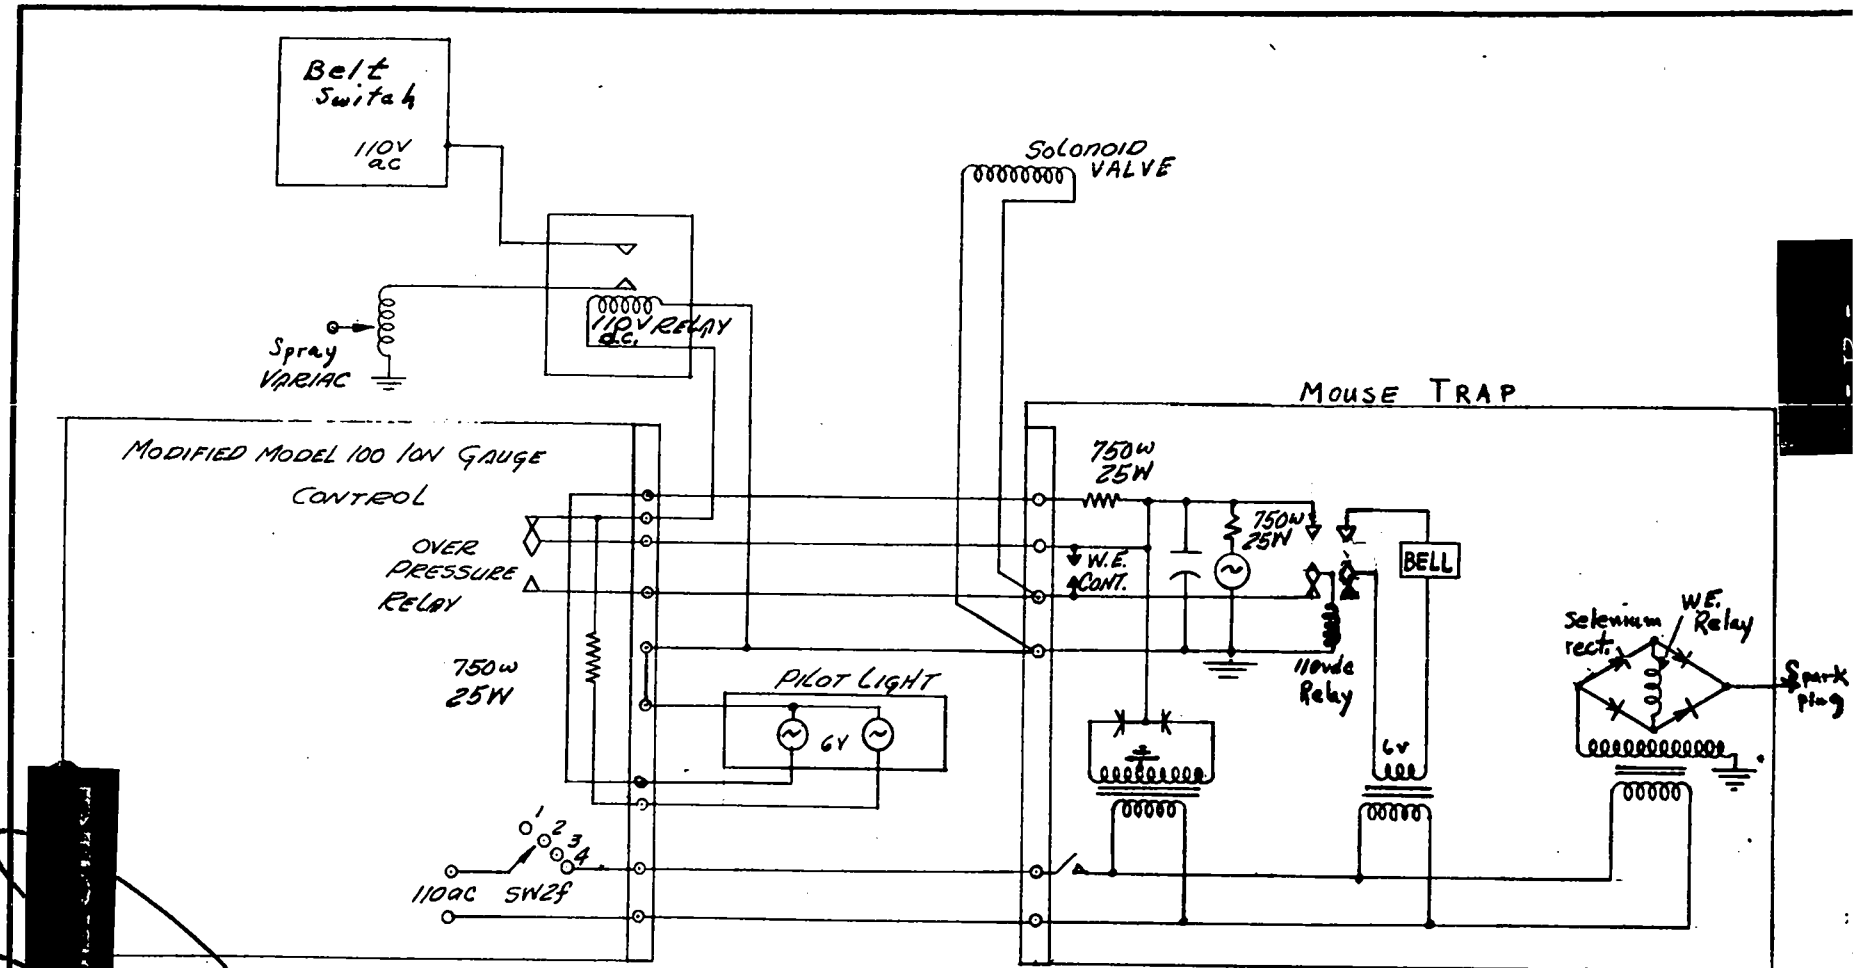 Belt
Switch
110V
ac
SOLONOID
VALVE
110V RELAY
d.c.
Spray
VARIAC
MOUSE TRAP
MODIFIED MODEL 100 ION GAUGE
CONTROL
OVER
PRESSURE
RELAY
750w
25W
PILOT LIGHT
6V
1
2
3
4
110ac SW2f
750w
25W
W.E.
CONT.
750w
25W
BELL
110vdc
Relay
6v
Selenium
rect.
W.E.
Relay
Spark
plug